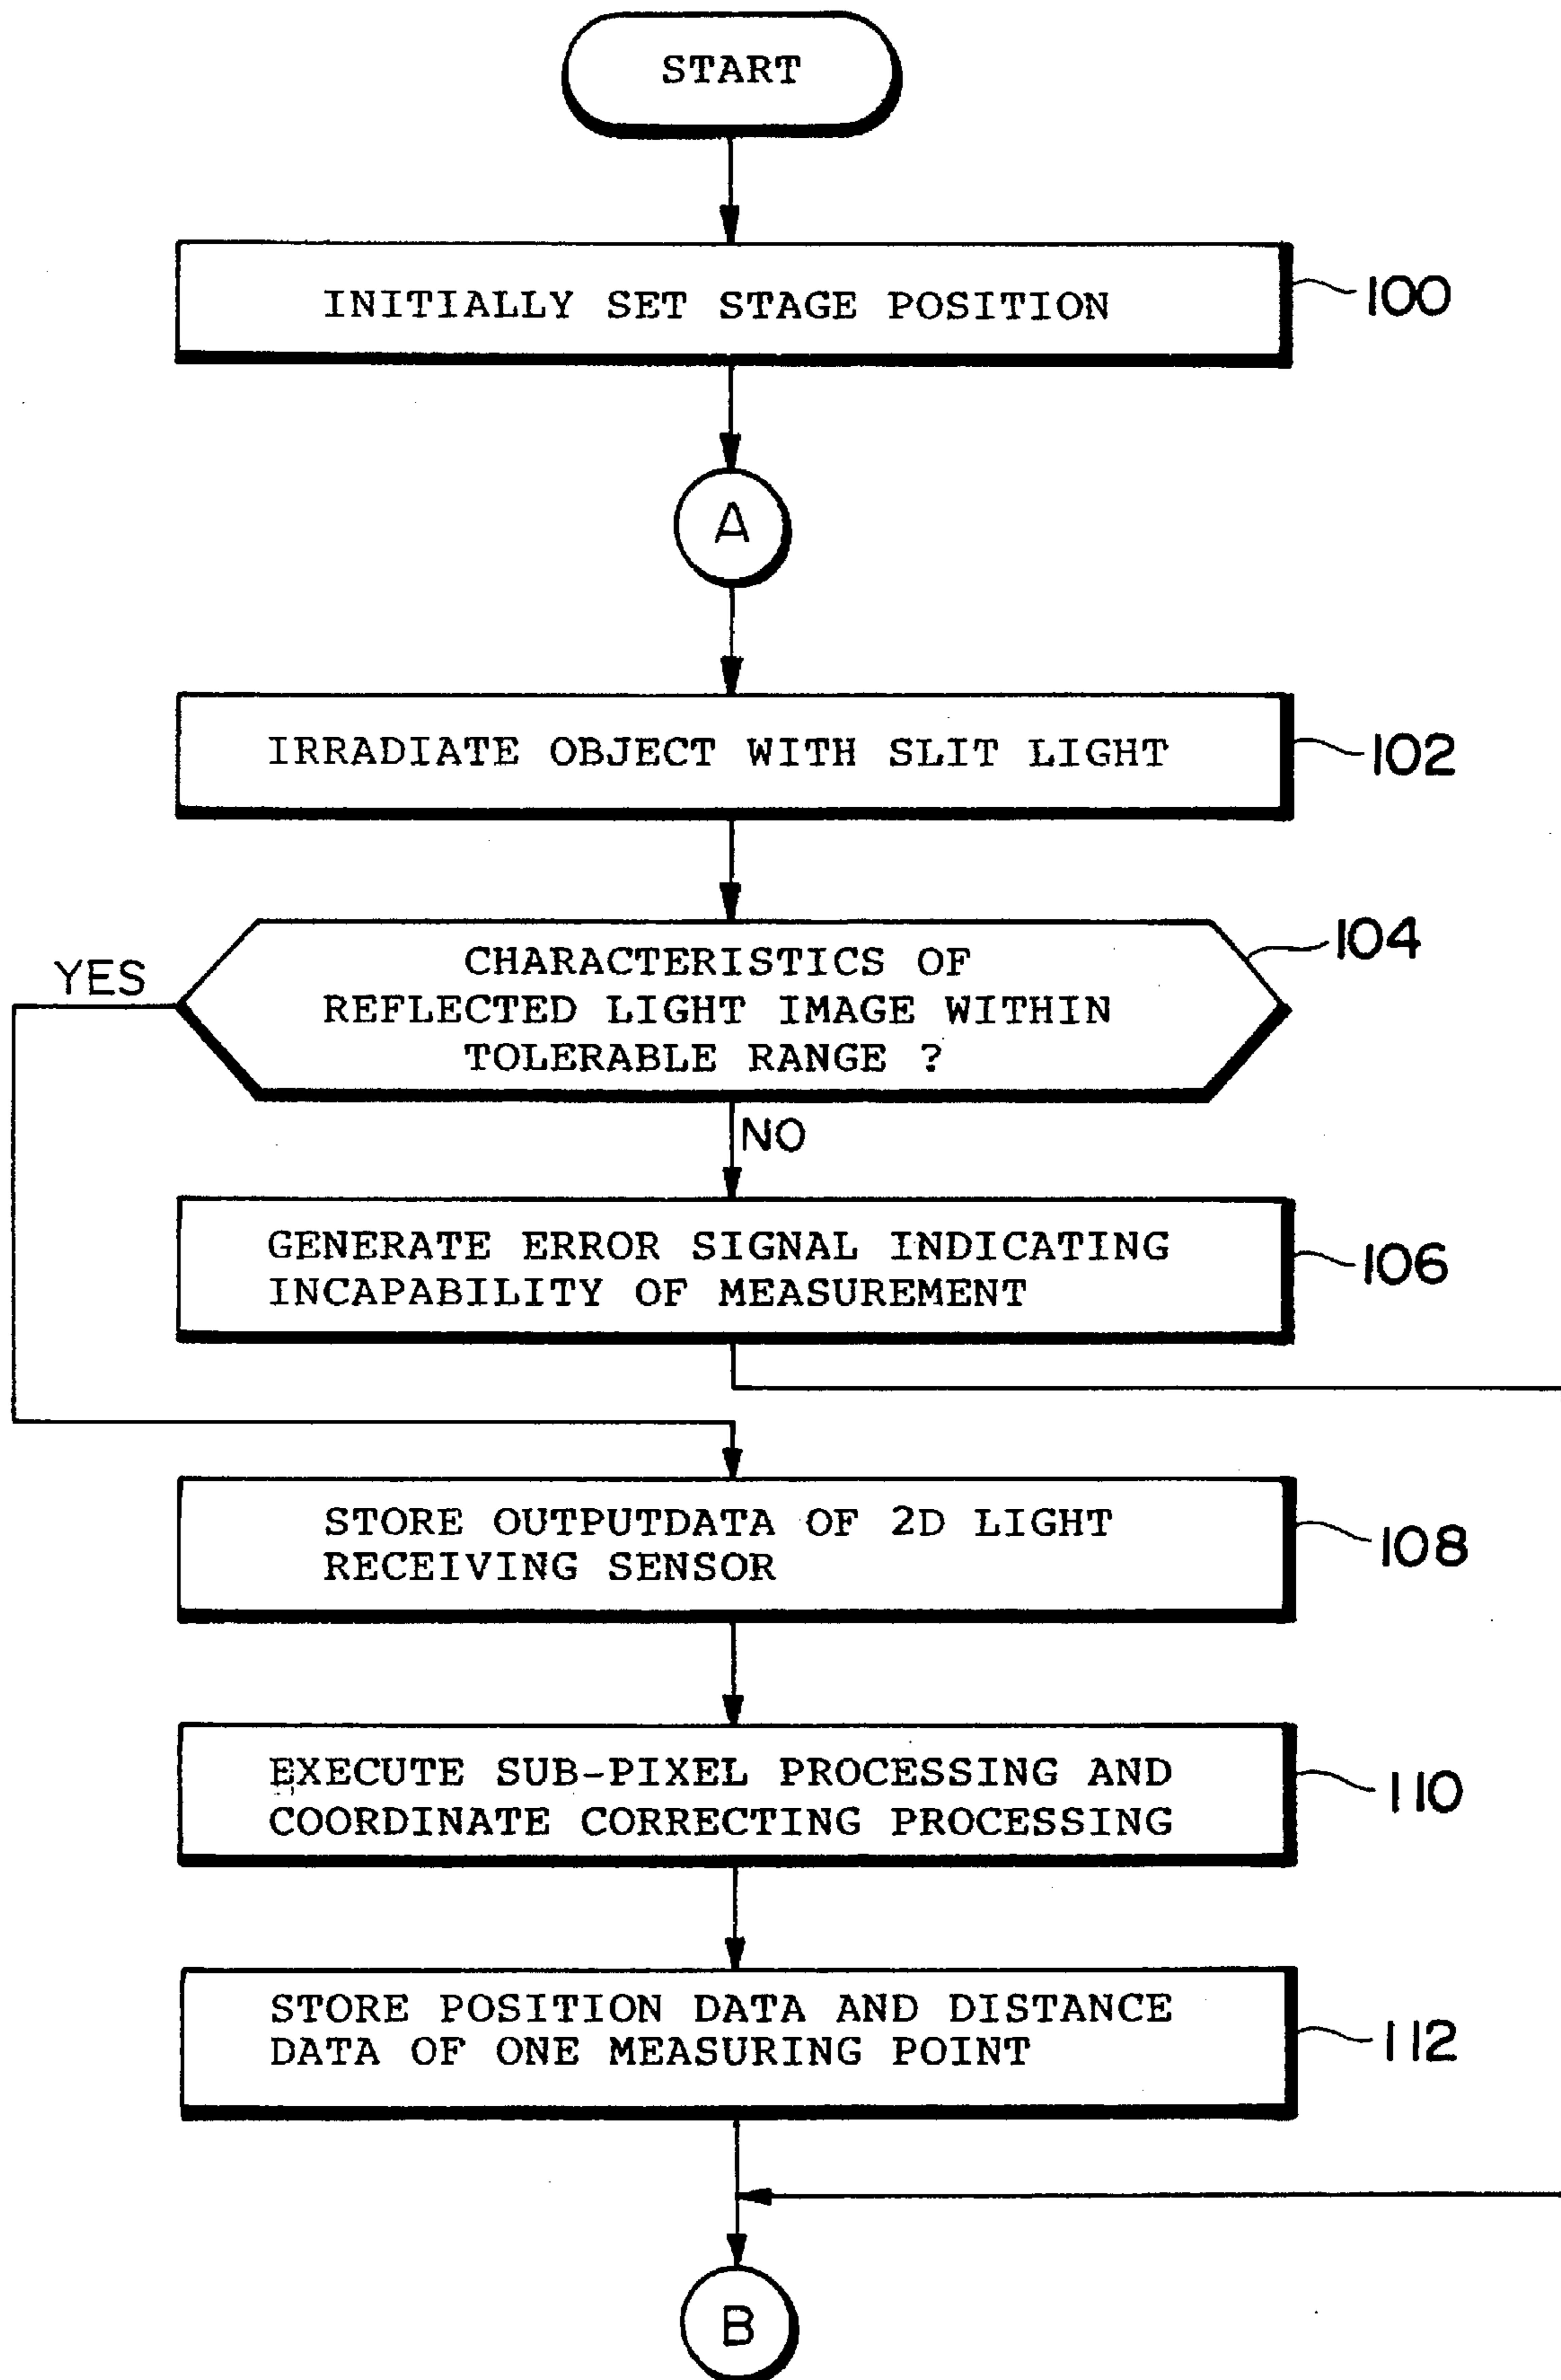 START
INITIALLY SET STAGE POSITION
100
A
IRRADIATE OBJECT WITH SLIT LIGHT
102
CHARACTERISTICS OF
REFLECTED LIGHT IMAGE WITHIN
TOLERABLE RANGE ?
104
YES
NO
GENERATE ERROR SIGNAL INDICATING
INCAPABILITY OF MEASUREMENT
106
STORE OUTPUTDATA OF 2D LIGHT
RECEIVING SENSOR
108
EXECUTE SUB-PIXEL PROCESSING AND
COORDINATE CORRECTING PROCESSING
110
STORE POSITION DATA AND DISTANCE
DATA OF ONE MEASURING POINT
112
B